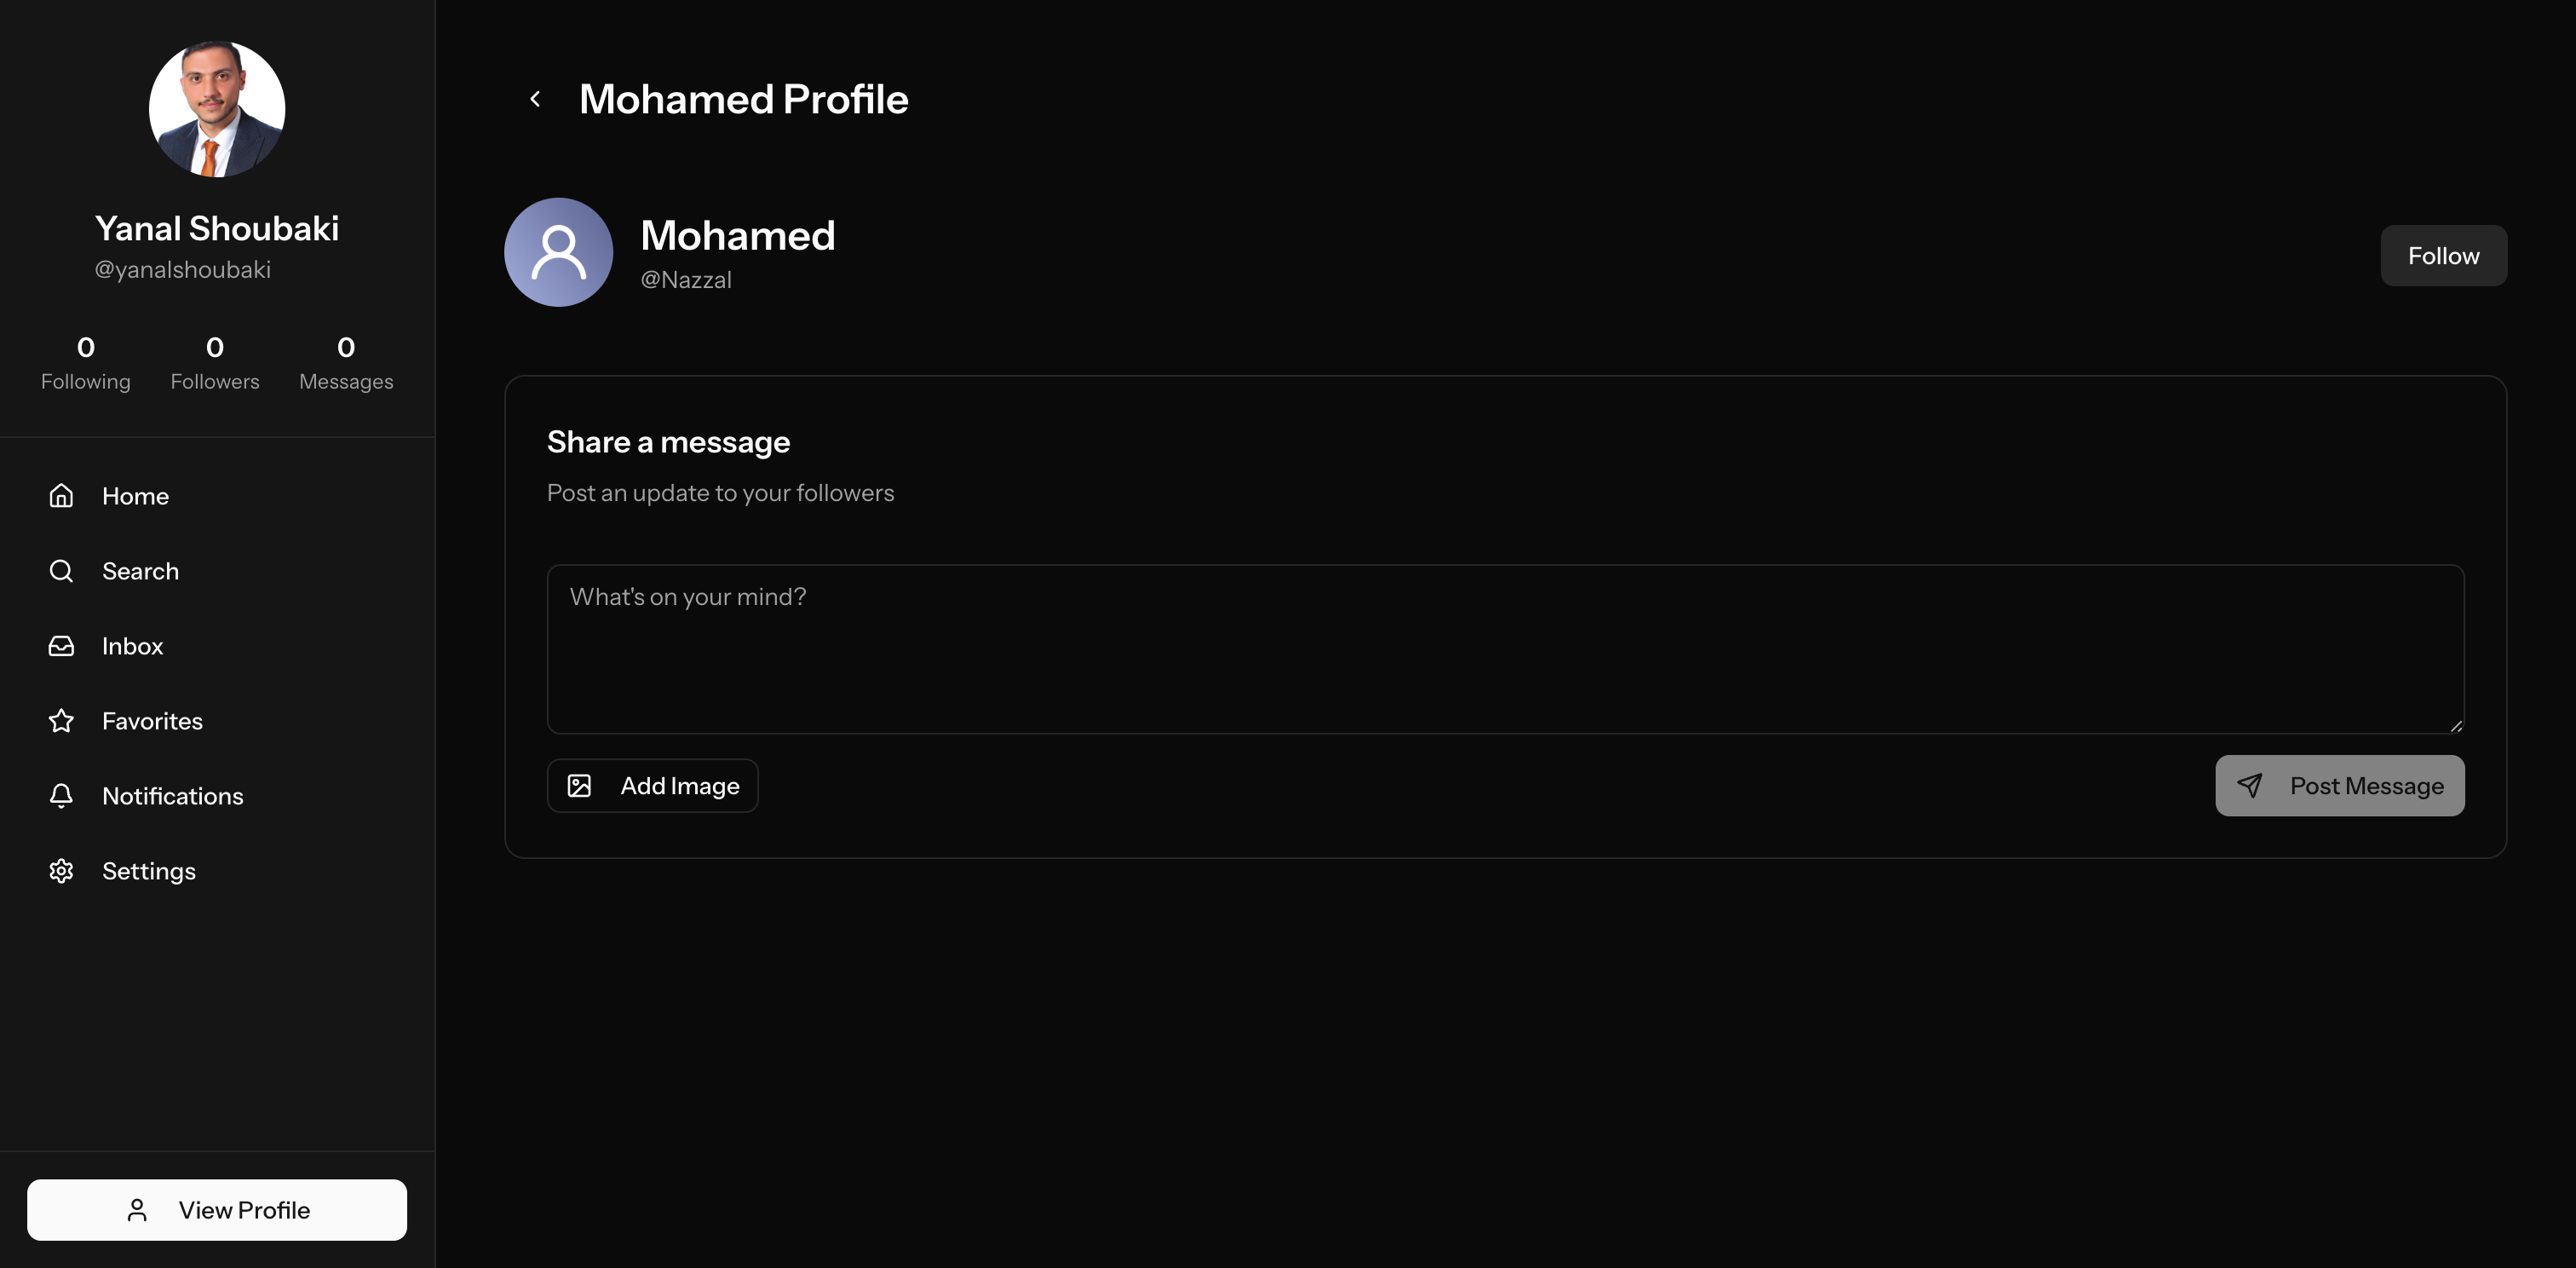 Yanal Shoubaki
@yanalshoubaki
0 0 0
Following Followers Messages
Home
Search
Inbox
Favorites
Notifications
Settings
View Profile
Mohamed Profile
Mohamed
@Nazzal
Follow
Share a message
Post an update to your followers
What's on your mind?
Add Image
Post Message